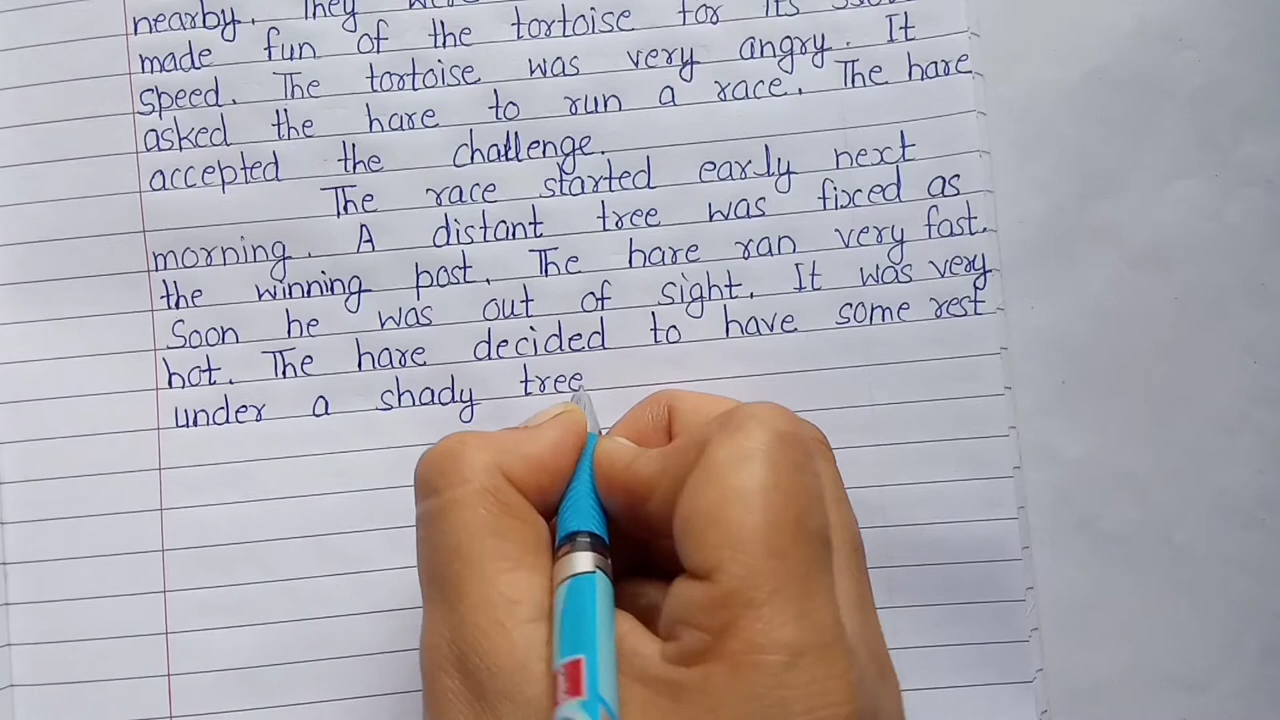 nearby. They
made fun of the tortoise for its
speed. The tortoise was very angry. It
asked the hare to run a race. The hare
accepted the challenge.
The race started early next
morning. A distant tree was fixed as
the winning post. The hare ran very fast.
Soon he was out of sight. It was very
hot. The hare decided to have some rest
under a shady tree